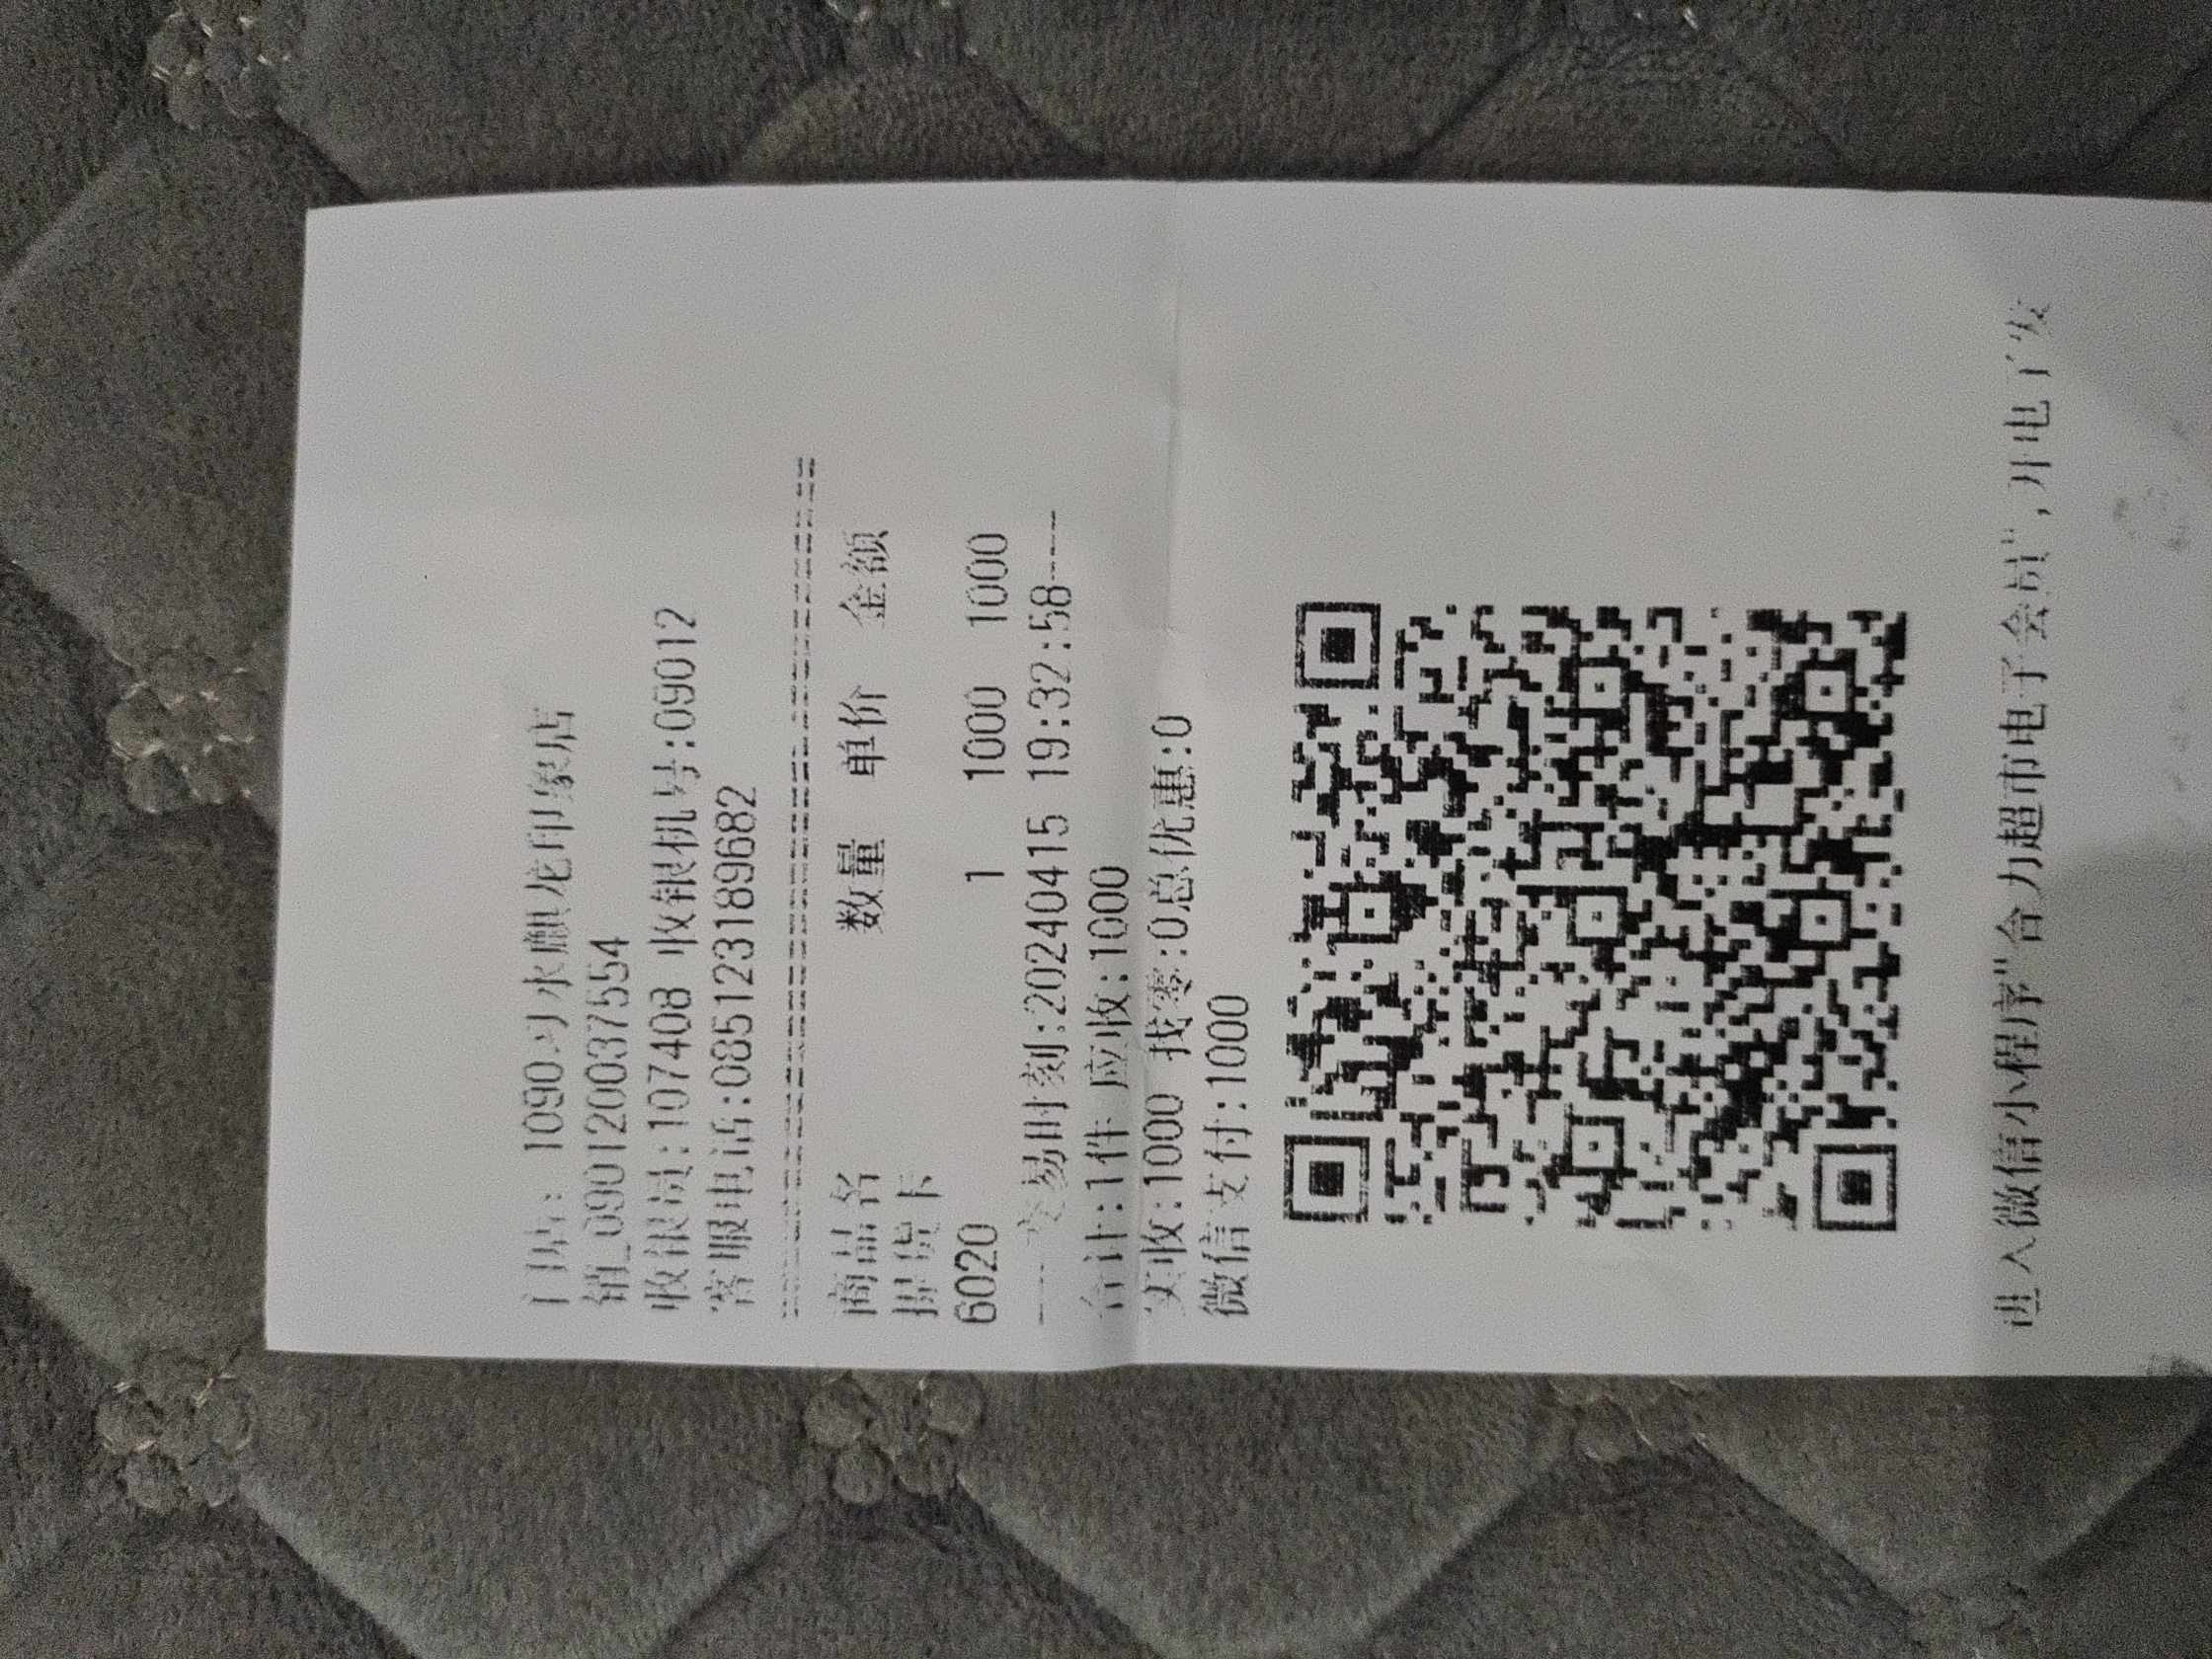 门店: 1090习水麒龙印象店
销_090120037554
收银员:107408 收银机号:09012
客服电话:085123189682
商品名 数量 单价 金额
提货卡
6020 1 1000 1000
----交易时刻:20240415 19:32:58----
合计:1件 应收:1000
实收:1000 找零:0总优惠:0
微信支付:1000
进入微信小程序"合力超市电子会员",开电子发